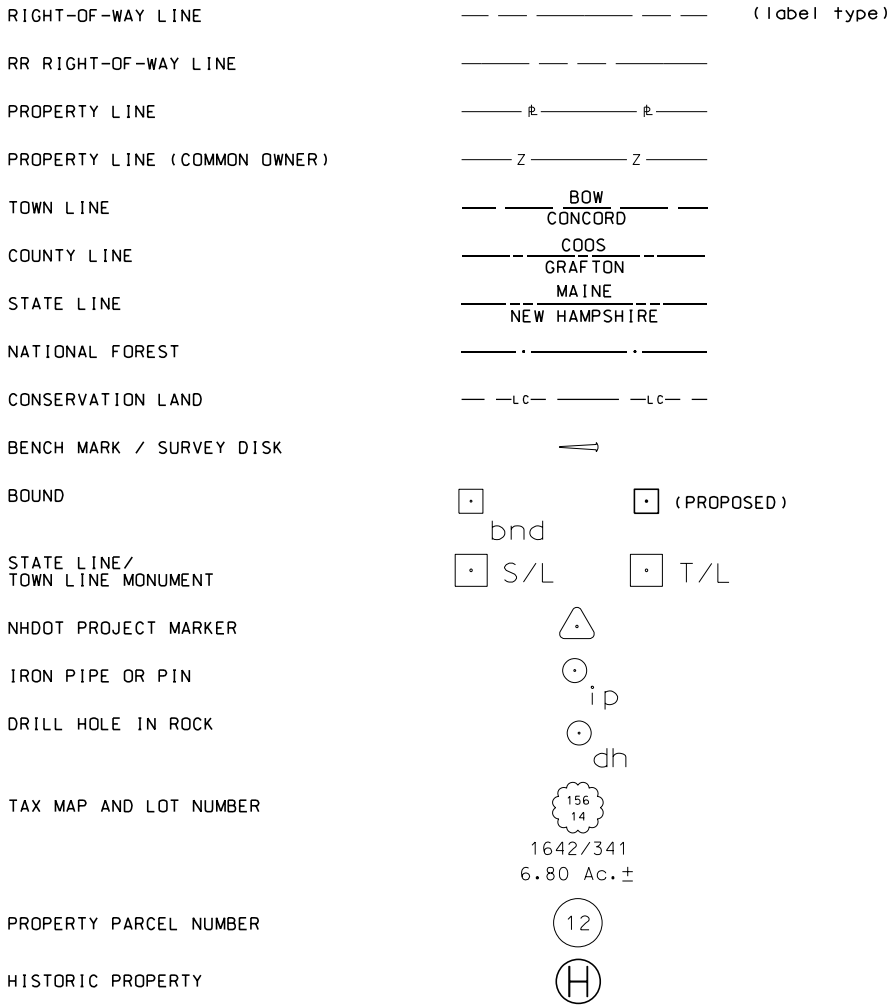 RIGHT-OF-WAY LINE (label type)
RR RIGHT-OF-WAY LINE
PROPERTY LINE ⅊ ⅊
PROPERTY LINE (COMMON OWNER) Z Z
TOWN LINE BOW
CONCORD
COUNTY LINE COOS
GRAFTON
STATE LINE MAINE
NEW HAMPSHIRE
NATIONAL FOREST
CONSERVATION LAND LC LC
BENCH MARK / SURVEY DISK
BOUND (PROPOSED)
bnd
STATE LINE/
TOWN LINE MONUMENT S/L T/L
NHDOT PROJECT MARKER
IRON PIPE OR PIN
ip
DRILL HOLE IN ROCK
dh
TAX MAP AND LOT NUMBER 156
14
1642/341
6.80 Ac.±
PROPERTY PARCEL NUMBER 12
HISTORIC PROPERTY H